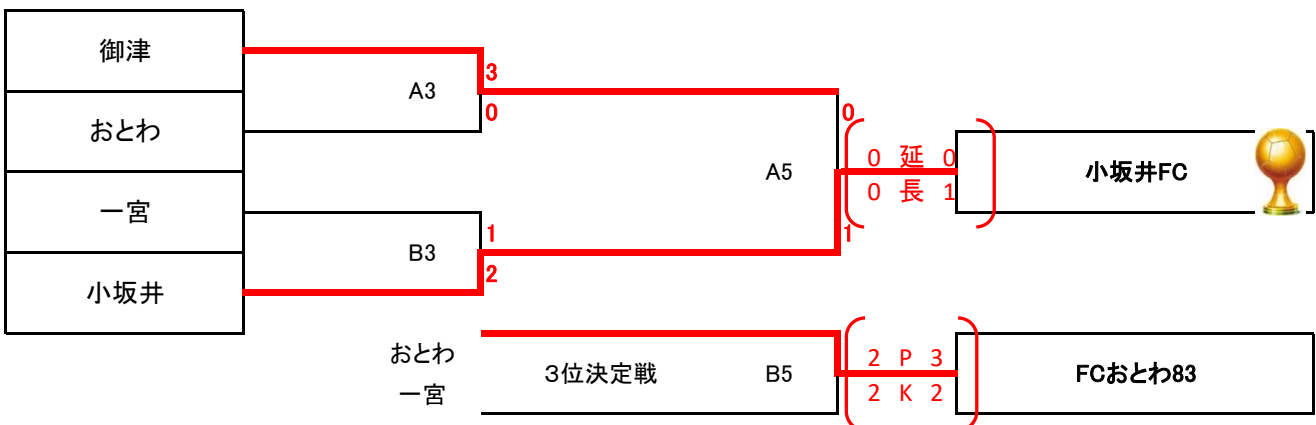 御津
3
A3
0
おとわ
0
0 延 0
A5
小坂井FC
0 長 1
一宮
1
1
B3
2
小坂井
おとわ
2 P 3
3位決定戦
B5
FCおとわ83
一宮
2 K 2